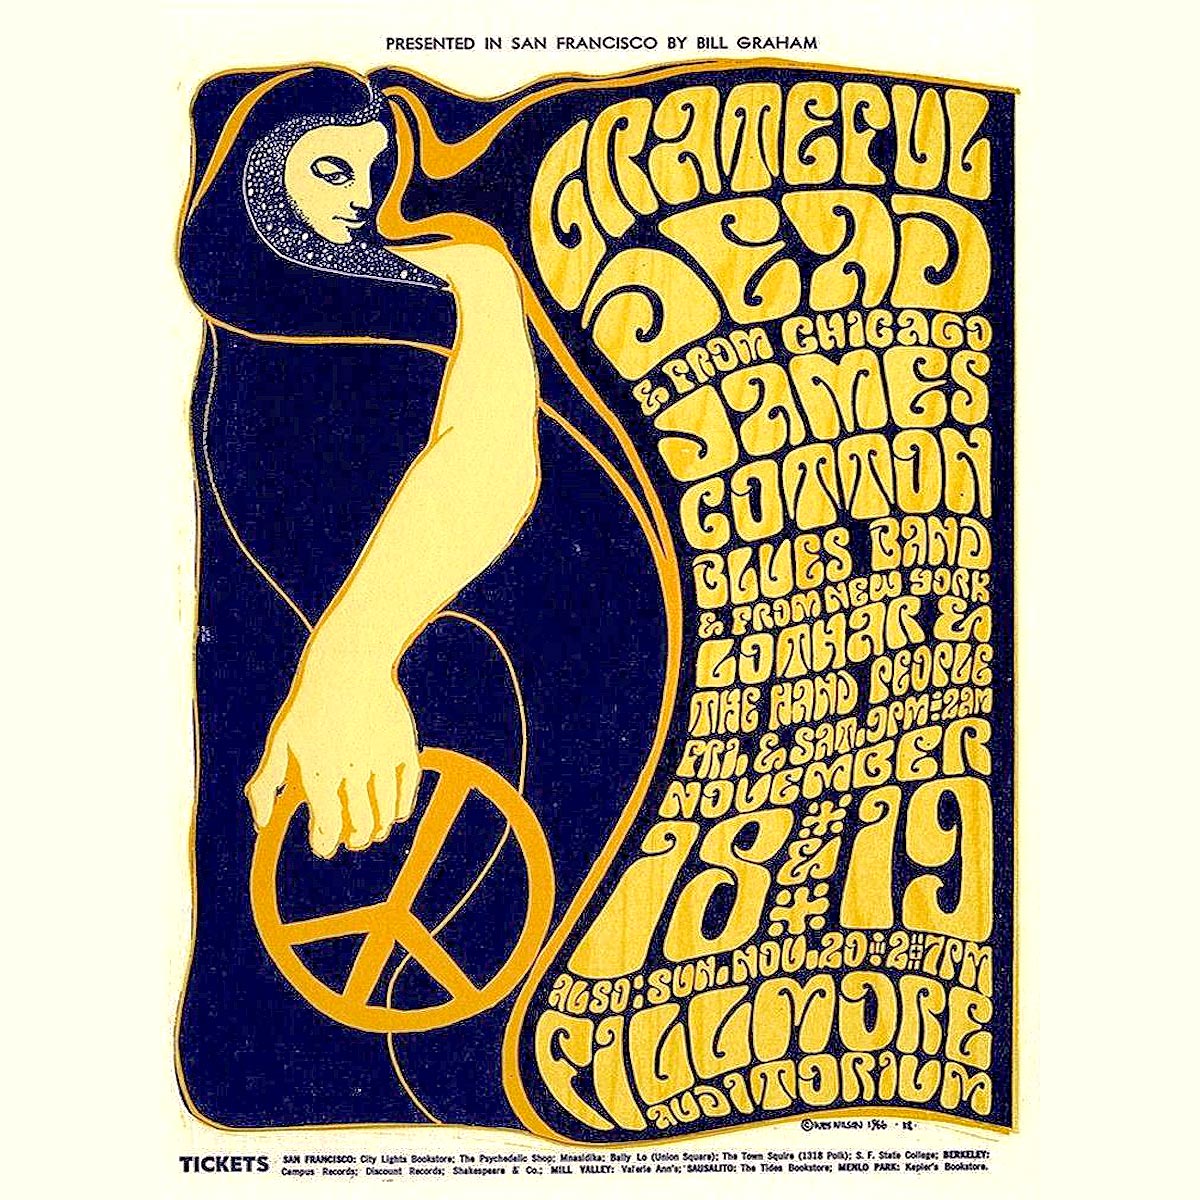 PRESENTED IN SAN FRANCISCO BY BILL GRAHAM
GRATEFUL
DEAD
& FROM CHICAGO
JAMES
COTTON
BLUES BAND
& FROM NEW YORK
LOTHAR &
THE HAND PEOPLE
FRI. & SAT. 9PM-2AM
NOVEMBER
18 & 19
ALSO: SUN. NOV. 20: 2-7PM
FILLMORE
AUDITORIUM
© WES WILSON 1966 · 38 ·
TICKETS SAN FRANCISCO: City Lights Bookstore; The Psychedelic Shop; Mnasidika; Bally Lo (Union Square); The Town Squire (1318 Polk); S. F. State College; BERKELEY:
Campus Records; Discount Records; Shakespeare & Co.; MILL VALLEY: Valerie Ann's; SAUSALITO: The Tides Bookstore; MENLO PARK: Kepler's Bookstore.